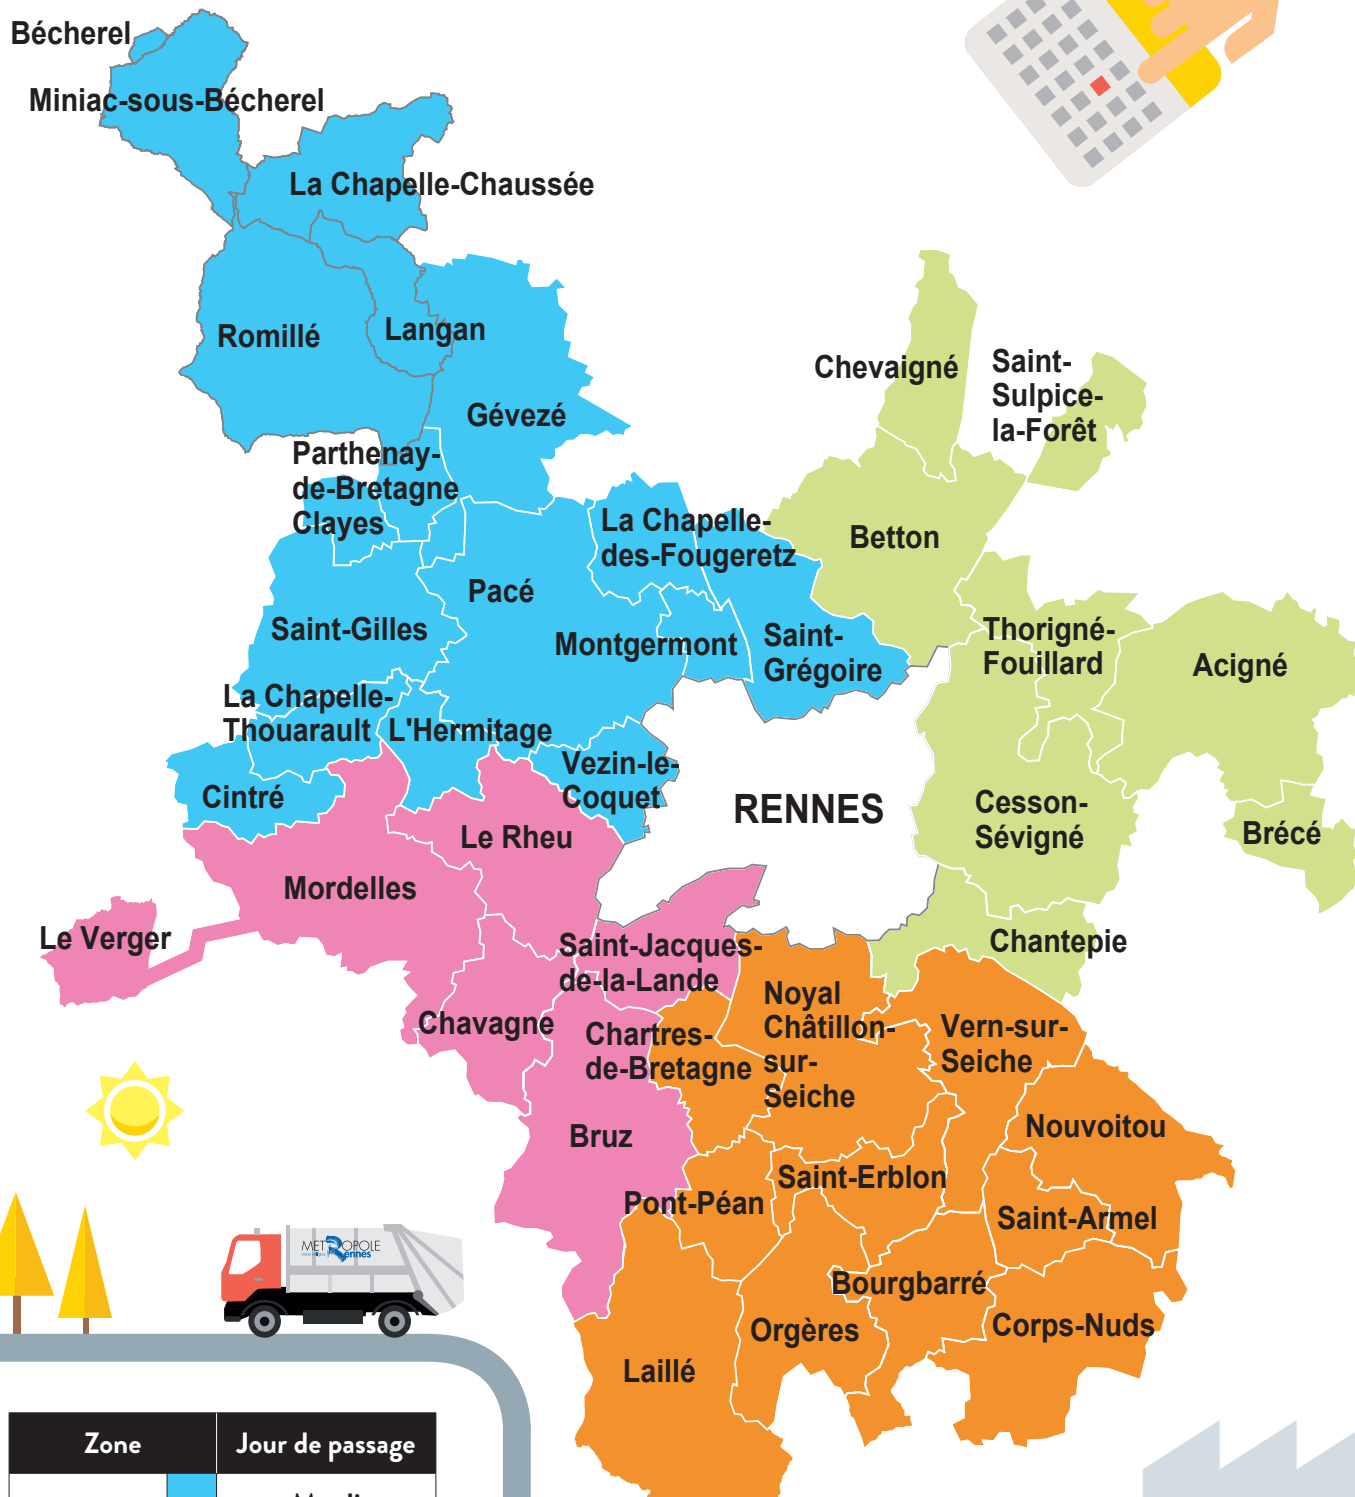 Bécherel
Miniac-sous-Bécherel
La Chapelle-Chaussée
Romillé
Langan
Gévezé
Chevaigné
Saint-
Sulpice-
la-Forêt
Parthenay-
de-Bretagne
Clayes
La Chapelle-
des-Fougeretz
Betton
Pacé
Saint-Gilles
Montgermont
Saint-
Grégoire
Thorigné-
Fouillard
Acigné
La Chapelle-
Thouarault
L'Hermitage
Vezin-le-
Coquet
Cintré
RENNES
Cesson-
Sévigné
Brécé
Le Rheu
Mordelles
Le Verger
Saint-Jacques-
de-la-Lande
Chantepie
Noyal
Châtillon-
sur-
Seiche
Vern-sur-
Seiche
Chavagne
Chartres-
de-Bretagne
Bruz
Nouvoitou
Saint-Erblon
Pont-Péan
Saint-Armel
Bourgbarré
Orgères
Corps-Nuds
Laillé
METROPOLE
Rennes
Zone
Jour de passage